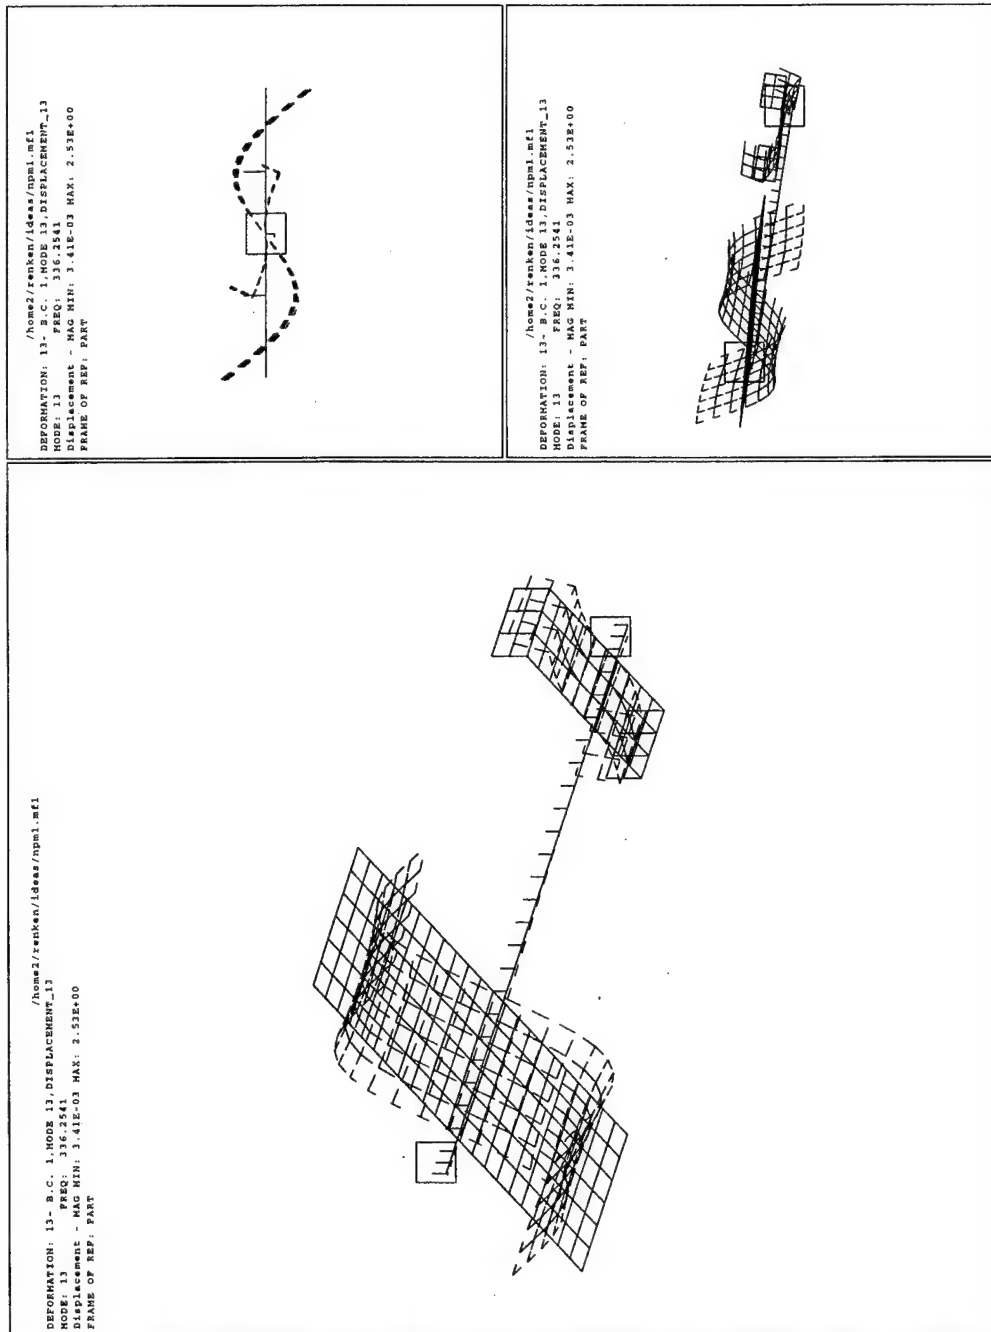 /home2/renken/ideas/npm1.mf1
DEFORMATION: 13- B.C. 1,MODE 13,DISPLACEMENT_13
MODE: 13 FREQ: 336.2541
Displacement - MAG MIN: 3.41E-03 MAX: 2.53E+00
FRAME OF REF: PART
/home2/renken/ideas/npm1.mf1
DEFORMATION: 13- B.C. 1,MODE 13,DISPLACEMENT_13
MODE: 13 FREQ: 336.2541
Displacement - MAG MIN: 3.41E-03 MAX: 2.53E+00
FRAME OF REF: PART
/home2/renken/ideas/npm1.mf1
DEFORMATION: 13- B.C. 1,MODE 13,DISPLACEMENT_13
MODE: 13 FREQ: 336.2541
Displacement - MAG MIN: 3.41E-03 MAX: 2.53E+00
FRAME OF REF: PART